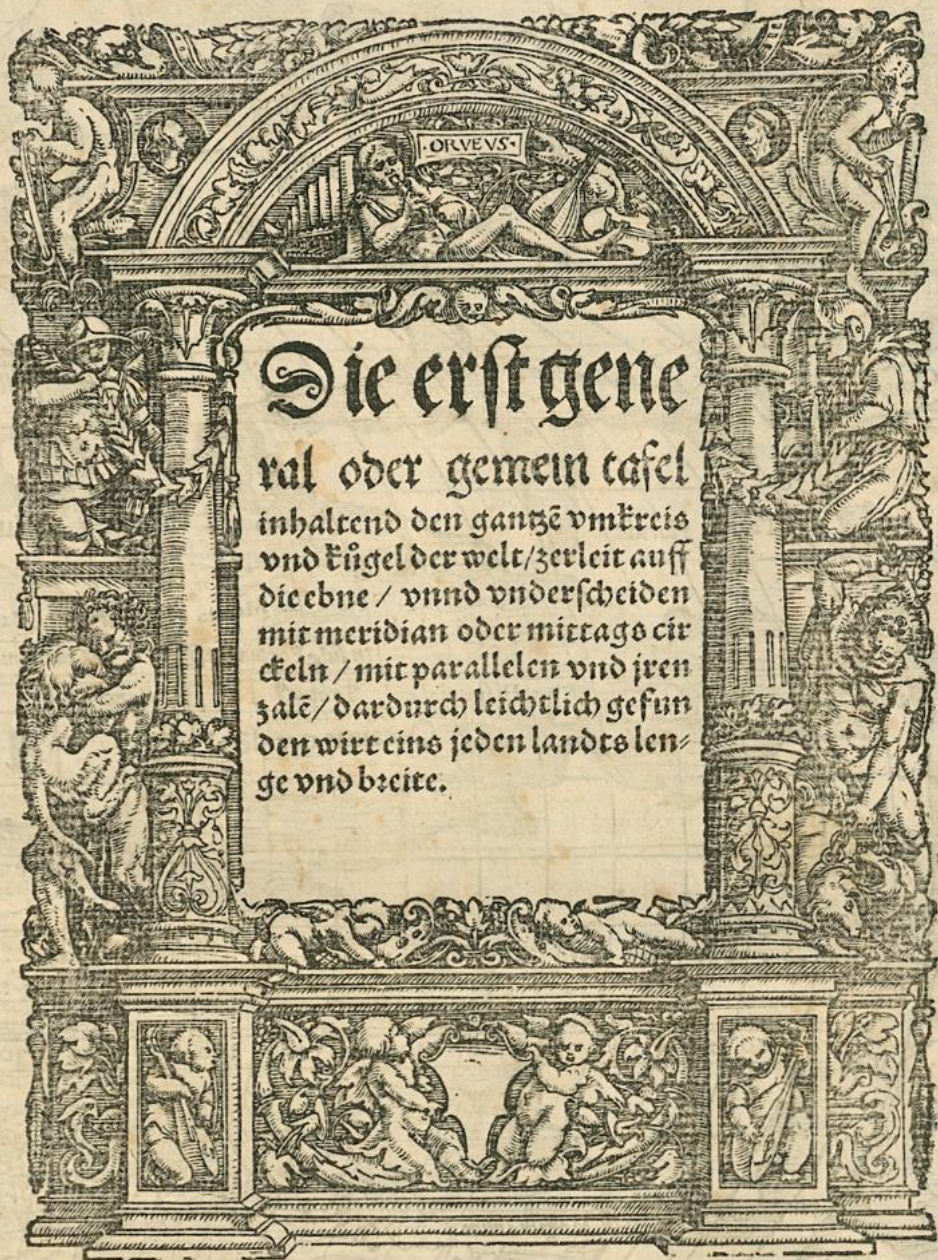 ·ORVEVS·
Die erst gene
ral oder gemein tafel
inhaltend den gantzē vmkreis
vnd kůgel der welt/zerleit auff
die ebne / vnnd vnderscheiden
mit meridian oder mittags cir
ckeln / mit parallelen vnd jren
zalē/ dardurch leichtlich gefun
den wirt eins jeden landts len⸗
ge vnd breite.